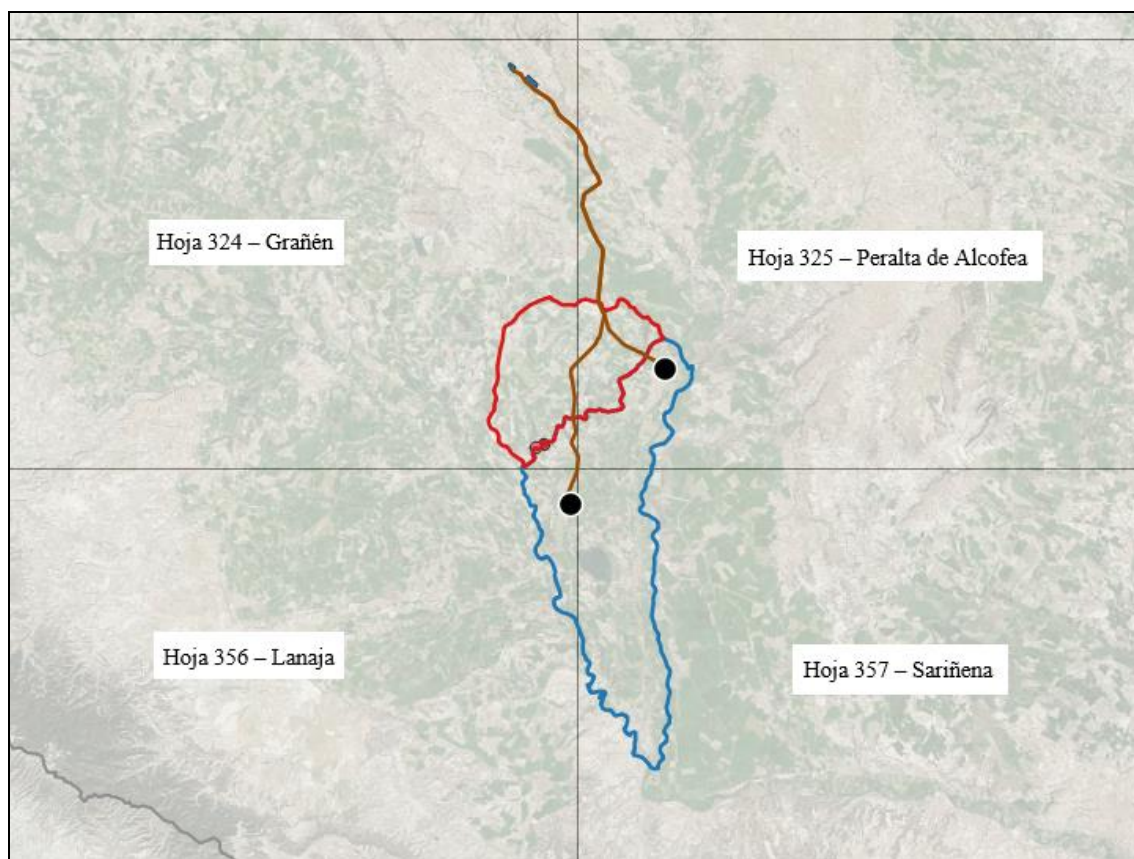 Hoja 324 – Grañén
Hoja 325 – Peralta de Alcofea
Hoja 356 – Lanaja
Hoja 357 – Sariñena